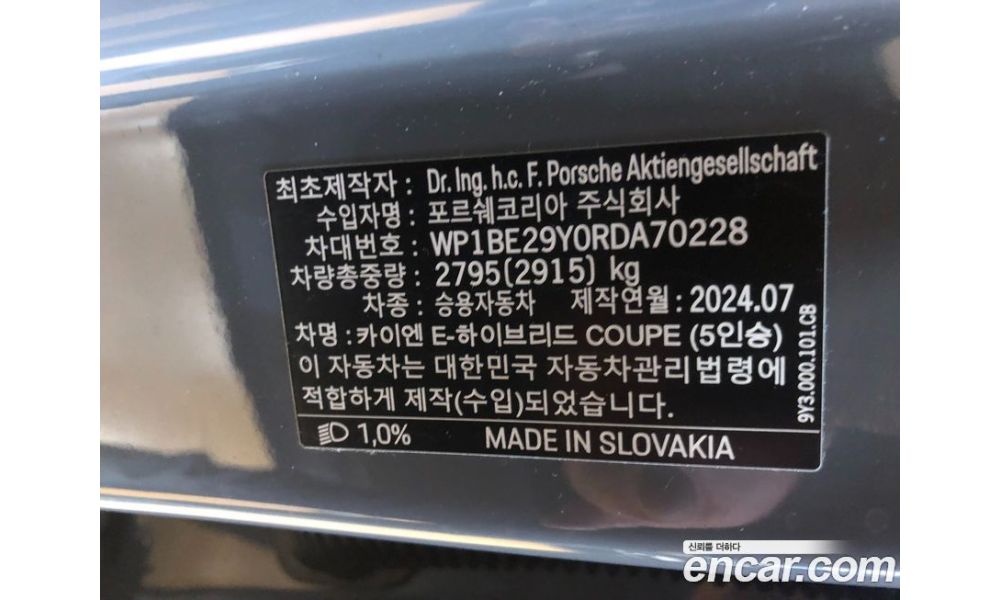 최초제작자 : Dr. Ing. h.c. F. Porsche Aktiengesellschaft
수입자명 : 포르쉐코리아 주식회사
차대번호 : WP1BE29Y0RDA70228
차량총중량 : 2795(2915) kg
차종 : 승용자동차 제작연월 : 2024.07
차명 : 카이엔 E-하이브리드 COUPE (5인승)
이 자동차는 대한민국 자동차관리법령에
적합하게 제작(수입)되었습니다.
1,0% MADE IN SLOVAKIA
9Y3.000.101.CB
신뢰를 더하다
encar.com